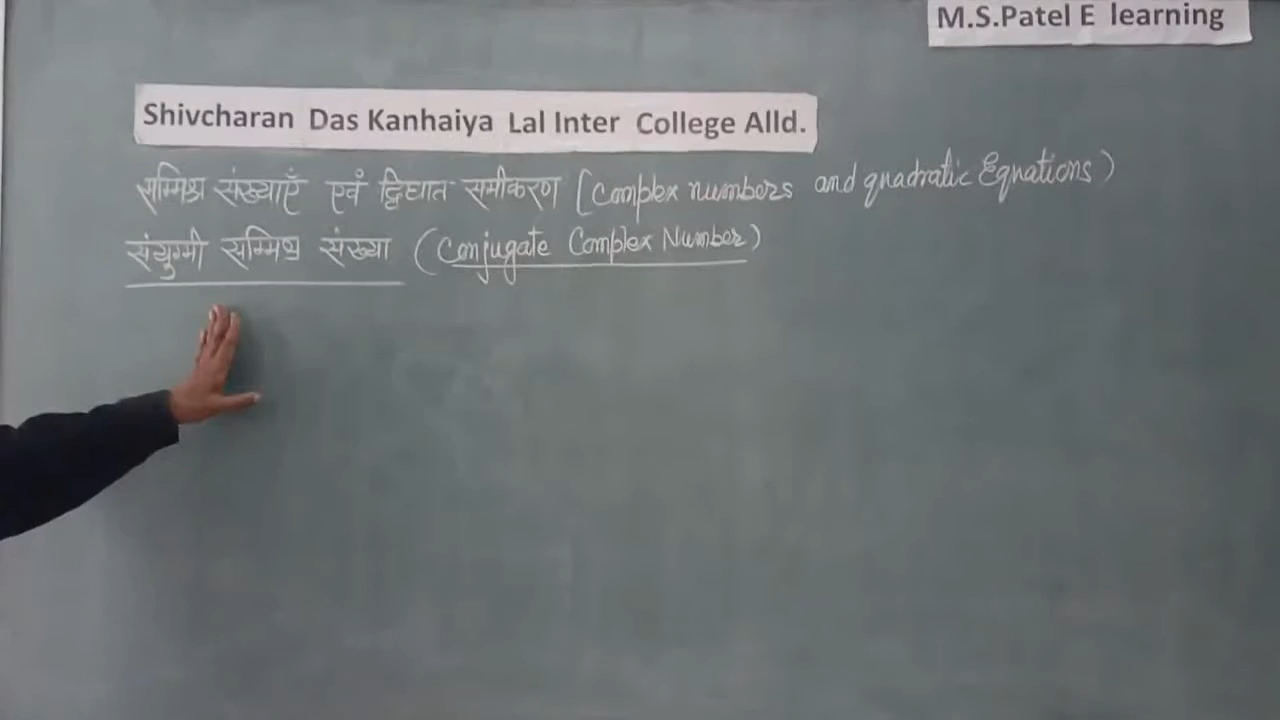 M.S.Patel E learning
Shivcharan Das Kanhaiya Lal Inter College Alld.
सम्मिश्र संख्याएँ एवं द्विघात समीकरण (Complex numbers and quadratic Equations)
संयुग्मी सम्मिश्र संख्या (Conjugate Complex Number)